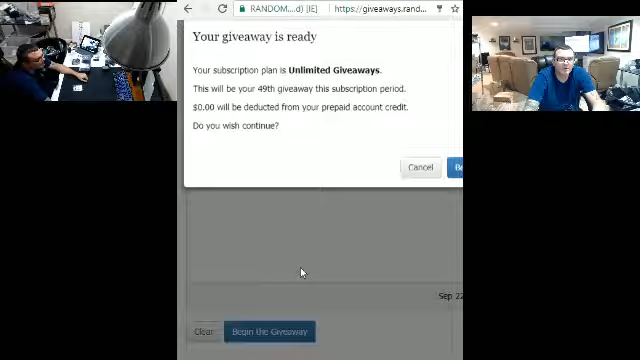 RANDOM....d) [IE]
https://giveaways.rand...
Your giveaway is ready
Your subscription plan is Unlimited Giveaways.
This will be your 49th giveaway this subscription period.
$0.00 will be deducted from your prepaid account credit.
Do you wish continue?
Cancel
Be
Sep 22
Clear
Begin the Giveaway